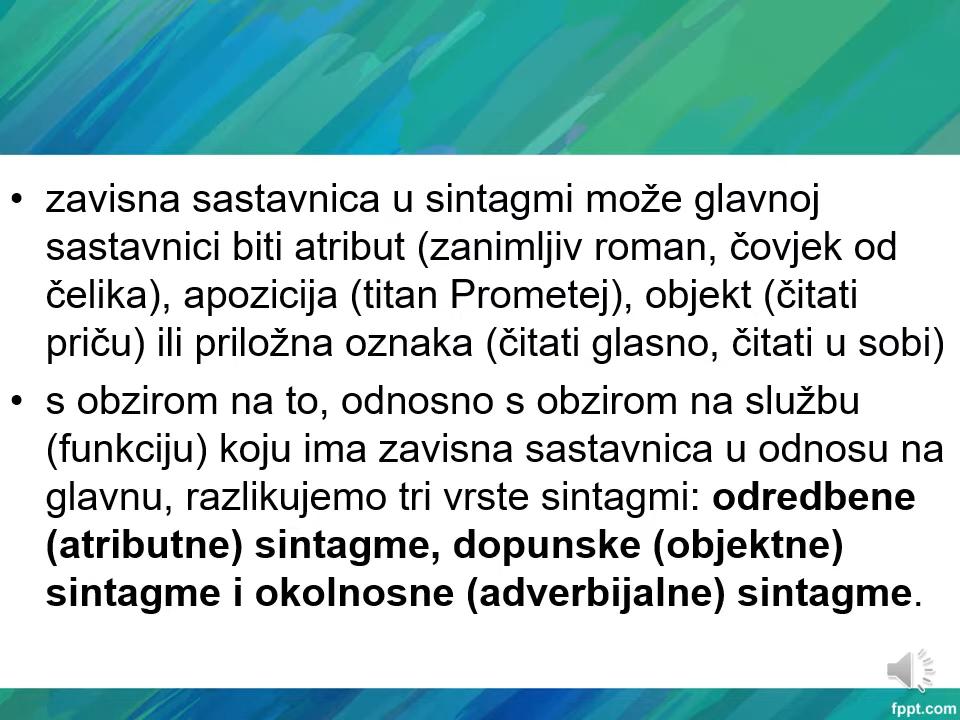 • zavisna sastavnica u sintagmi može glavnoj
sastavnici biti atribut (zanimljiv roman, čovjek od
čelika), apozicija (titan Prometej), objekt (čitati
priču) ili priložna oznaka (čitati glasno, čitati u sobi)
• s obzirom na to, odnosno s obzirom na službu
(funkciju) koju ima zavisna sastavnica u odnosu na
glavnu, razlikujemo tri vrste sintagmi: odredbene
(atributne) sintagme, dopunske (objektne)
sintagme i okolnosne (adverbijalne) sintagme.
fppt.com